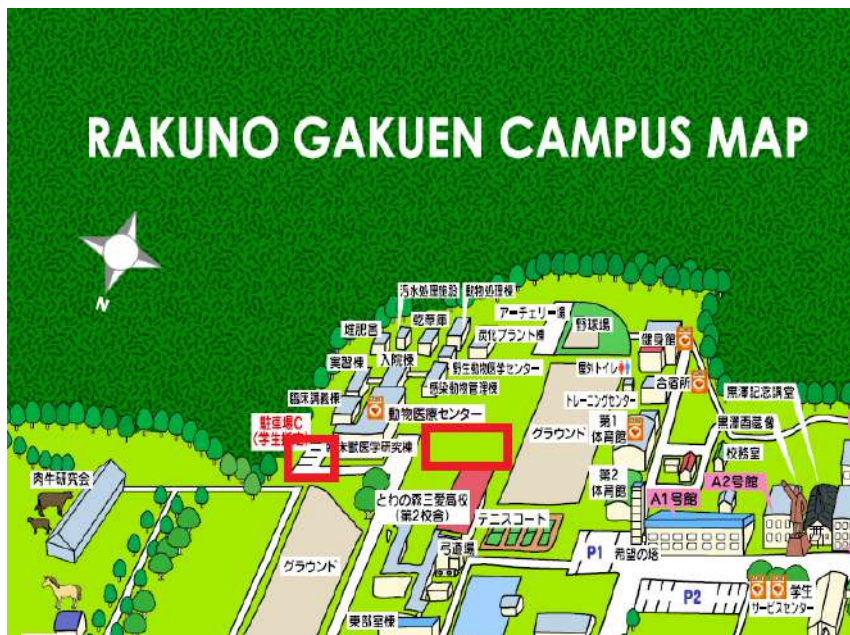 RAKUNO GAKUEN CAMPUS MAP
N
汚水処理施設
動物処理棟
堆肥舎
乾草庫
アーチェリー場
野球場
炭化プラント棟
健身館
実習棟
入院棟
野生動物医学センター
屋外トイレ
感染動物管理棟
合宿所
臨床講義棟
トレーニングセンター
黒澤記念講堂
動物医療センター
駐車場C
(学生
第1
体育館
黒澤酉蔵像
グラウンド
末獣医学研究棟
校務室
肉牛研究会
第2
体育館
A1号館
A2号館
とわの森三愛高校
(第2校舎)
テニスコート
弓道場
P1
希望の塔
グラウンド
P2
学生
サービスセンター
東部室棟